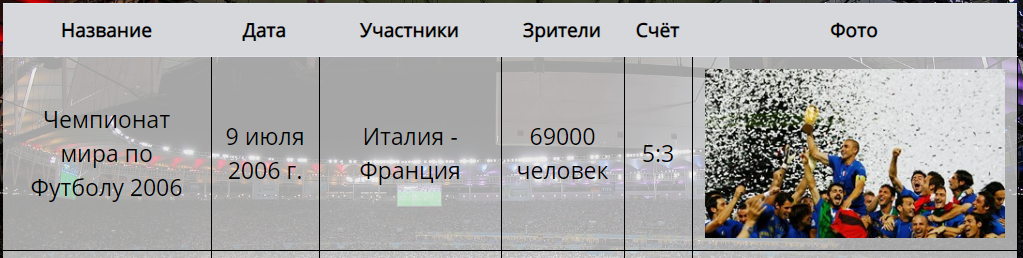 Название Дата Участники Зрители Счёт Фото
Чемпионат
мира по
Футболу 2006
9 июля
2006 г.
Италия -
Франция
69000
человек
5:3